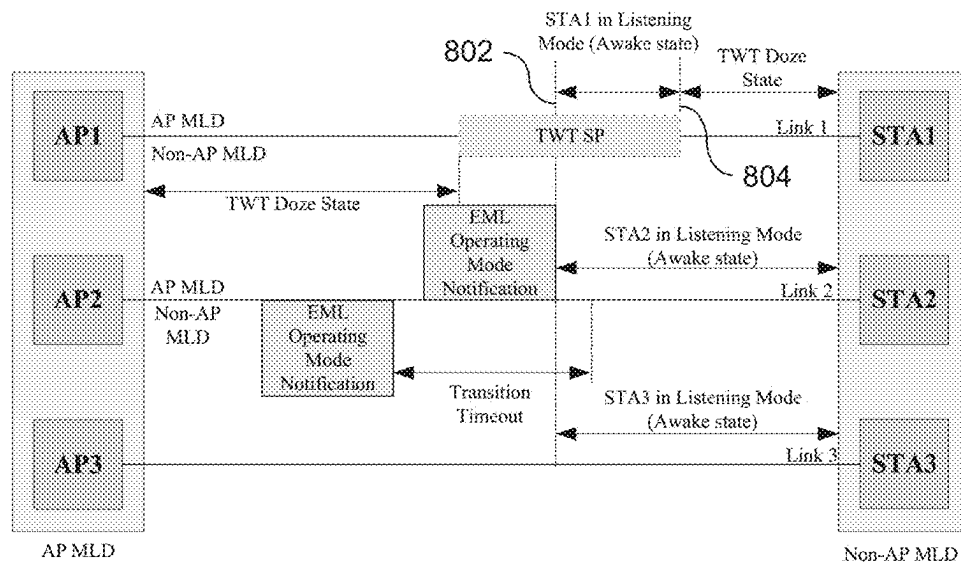 STA1 in Listening
Mode (Awake state)
802
TWT Doze
State
AP1
AP MLD
Non-AP MLD
TWT SP
Link 1
STA1
804
TWT Doze State
EML
Operating
Mode
Notification
STA2 in Listening Mode
(Awake state)
AP2
AP MLD
Non-AP
MLD
Link 2
STA2
EML
Operating
Mode
Notification
Transition
Timeout
STA3 in Listening Mode
(Awake state)
AP3
Link 3
STA3
AP MLD
Non-AP MLD